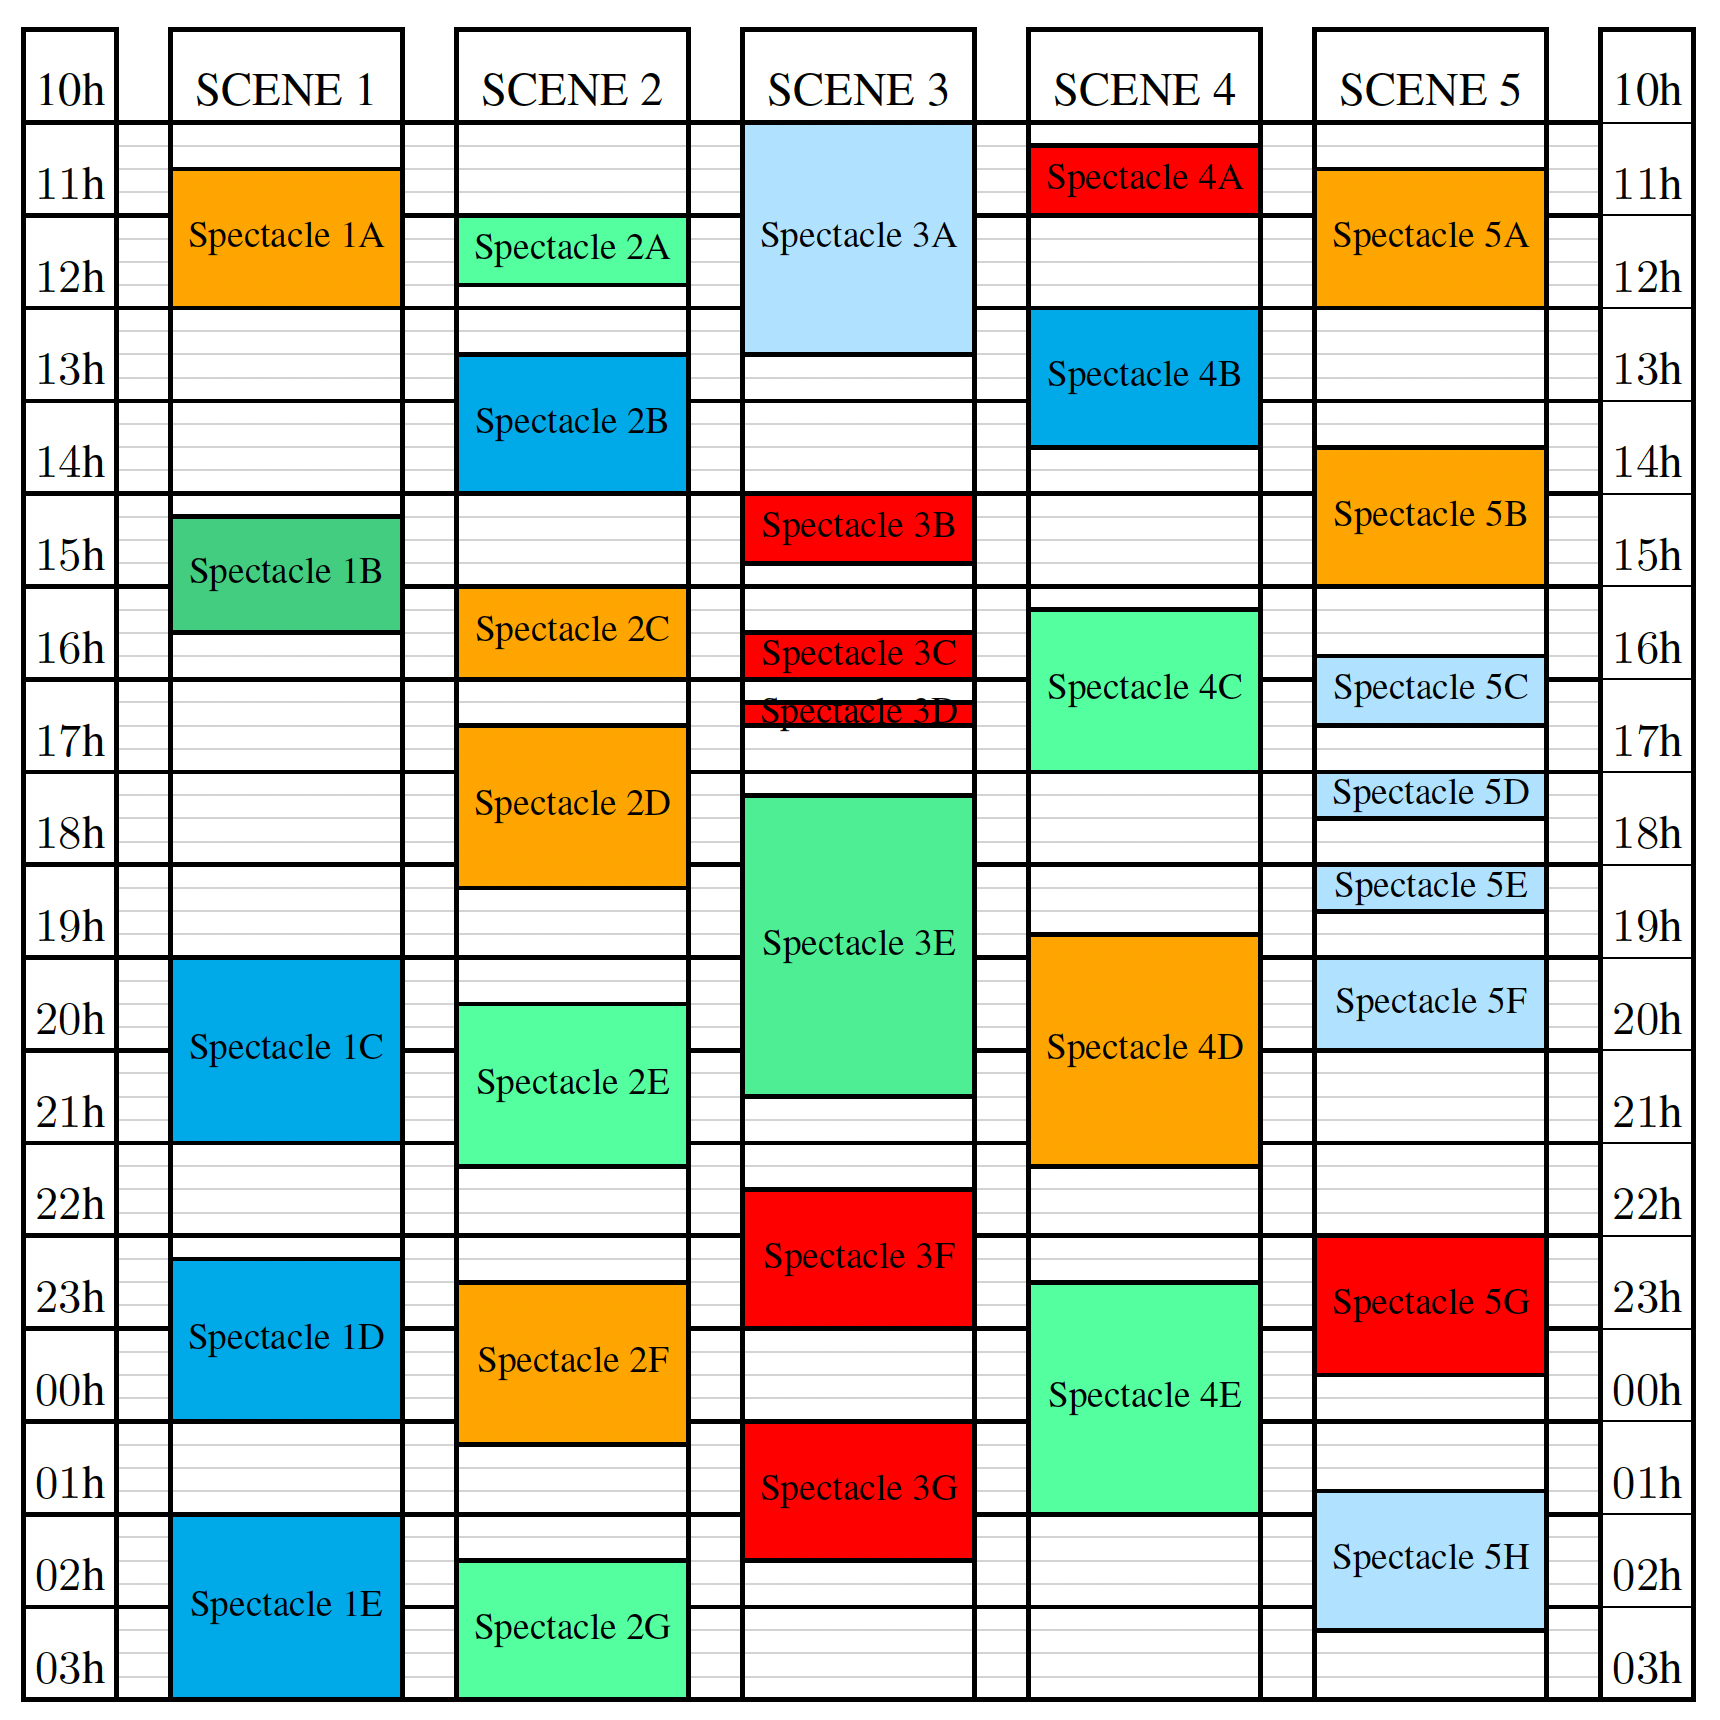 10h SCENE 1 SCENE 2 SCENE 3 SCENE 4 SCENE 5 10h
Spectacle 4A
11h 11h
Spectacle 1A Spectacle 3A Spectacle 5A
Spectacle 2A
12h 12h
13h Spectacle 4B 13h
Spectacle 2B
14h 14h
Spectacle 5B
Spectacle 3B
15h 15h
Spectacle 1B
Spectacle 2C
16h Spectacle 3C 16h
Spectacle 4C Spectacle 5C
Spectacle 3D
17h 17h
Spectacle 5D
Spectacle 2D
18h 18h
Spectacle 5E
19h 19h
Spectacle 3E
Spectacle 5F
20h 20h
Spectacle 1C Spectacle 4D
Spectacle 2E
21h 21h
22h 22h
Spectacle 3F
23h 23h
Spectacle 5G
Spectacle 1D
Spectacle 2F
00h Spectacle 4E 00h
01h Spectacle 3G 01h
Spectacle 5H
02h 02h
Spectacle 1E
Spectacle 2G
03h 03h